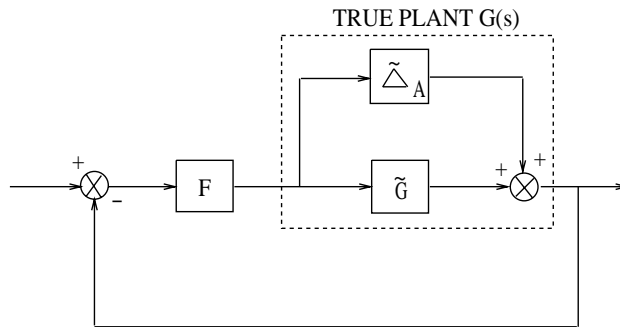 TRUE PLANT G(s)
~
△ A
+
+
+
F
~
G
-